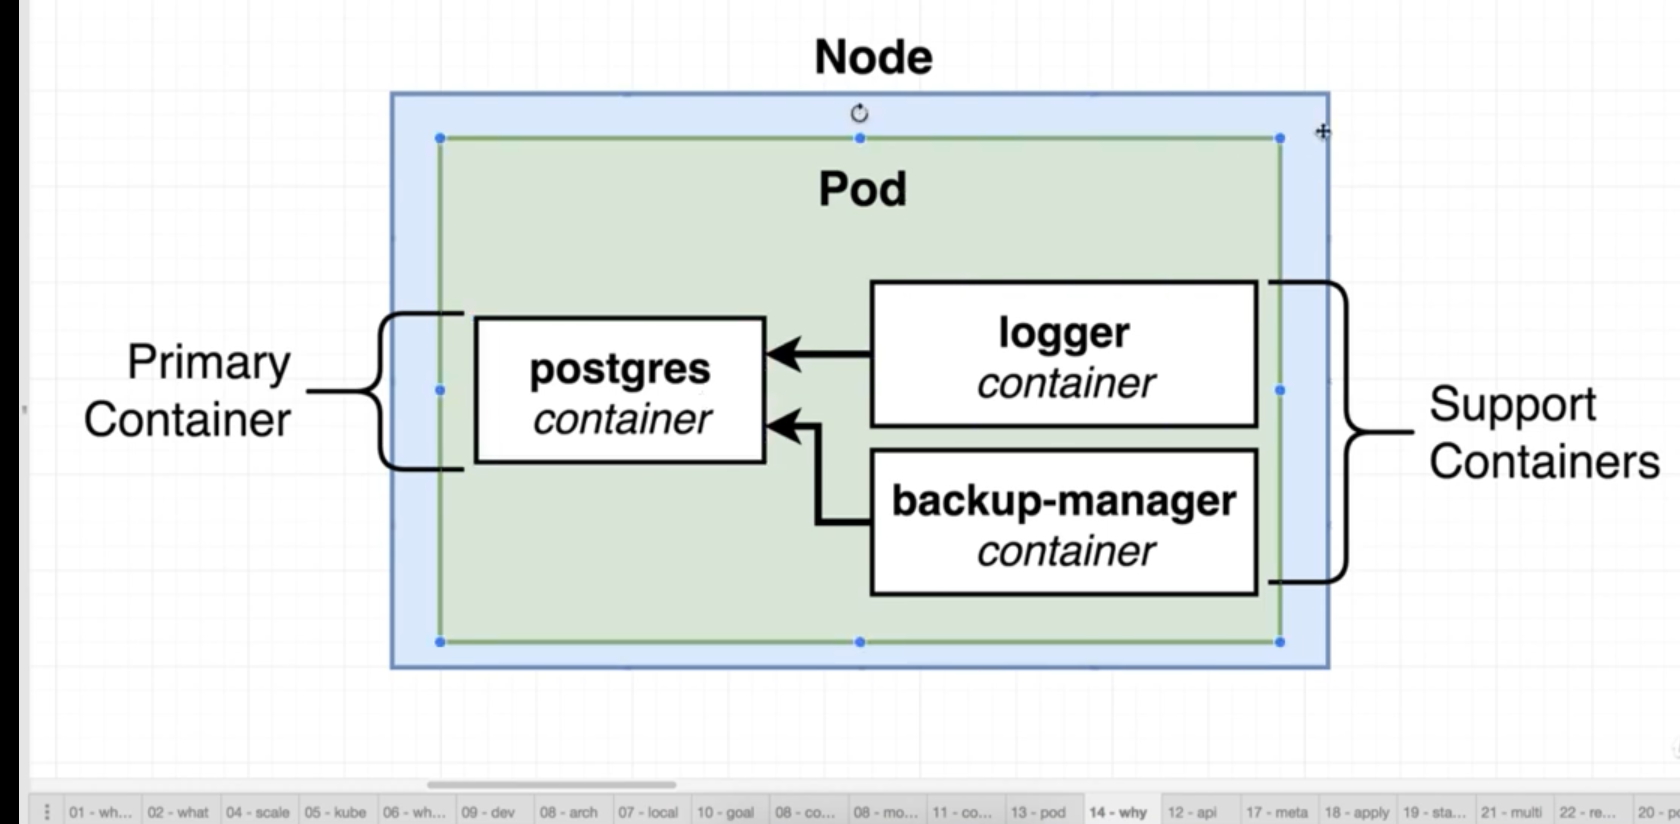 Node
Pod
Primary
Container
postgres
container
logger
container
backup-manager
container
Support
Containers
01 - wh... 02 - what 04 - scale 05 - kube 06 - wh... 09 - dev 08 - arch 07 - local 10 - goal 08 - co... 08 - mo... 11 - co... 13 - pod 14 - why 12 - api 17 - meta 18 - apply 19 - sta... 21 - multi 22 - re... 20 - p